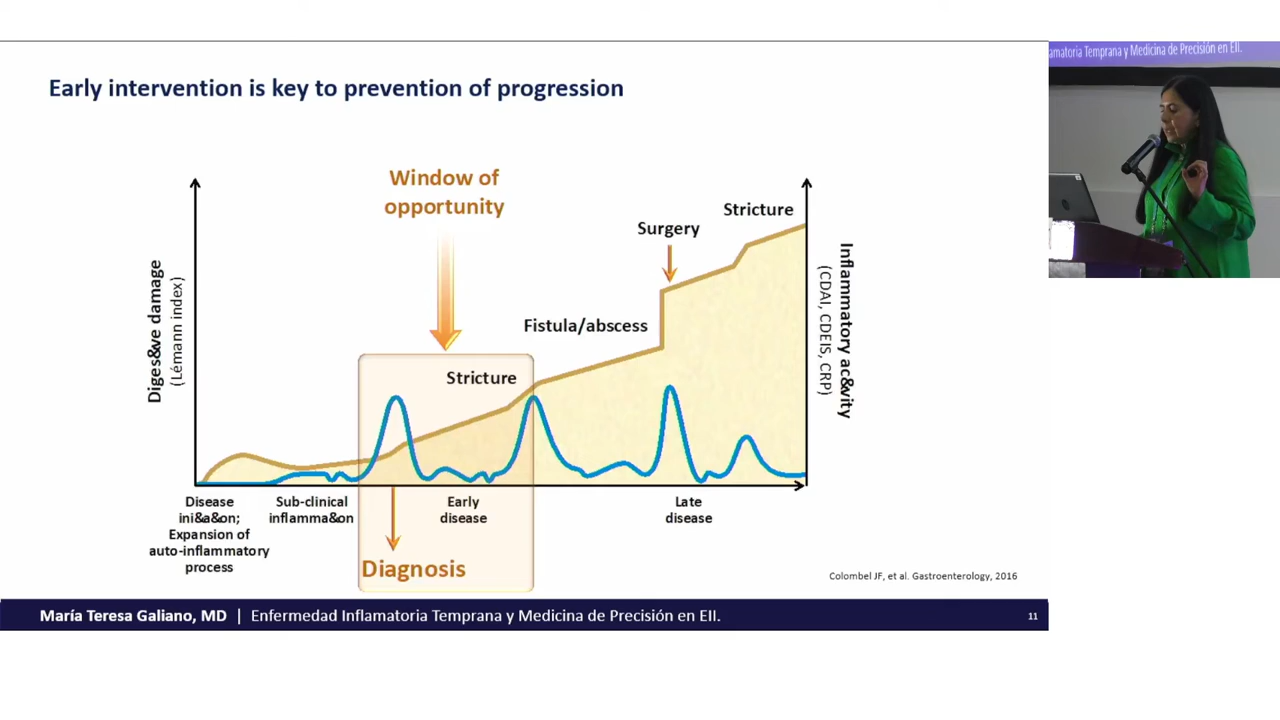 Early intervention is key to prevention of progression
Window of
opportunity
Stricture
Surgery
Fistula/abscess
Stricture
Diges&ve damage
(Lémann index)
Inflammatory ac&vity
(CDAI, CDEIS, CRP)
Disease
ini&a&on;
Expansion of
auto-inflammatory
process
Sub-clinical
inflamma&on
Early
disease
Late
disease
Diagnosis
Colombel JF, et al. Gastroenterology, 2016
María Teresa Galiano, MD | Enfermedad Inflamatoria Temprana y Medicina de Precisión en EII.
11
lamatoria Temprana y Medicina de Precisión en EII.